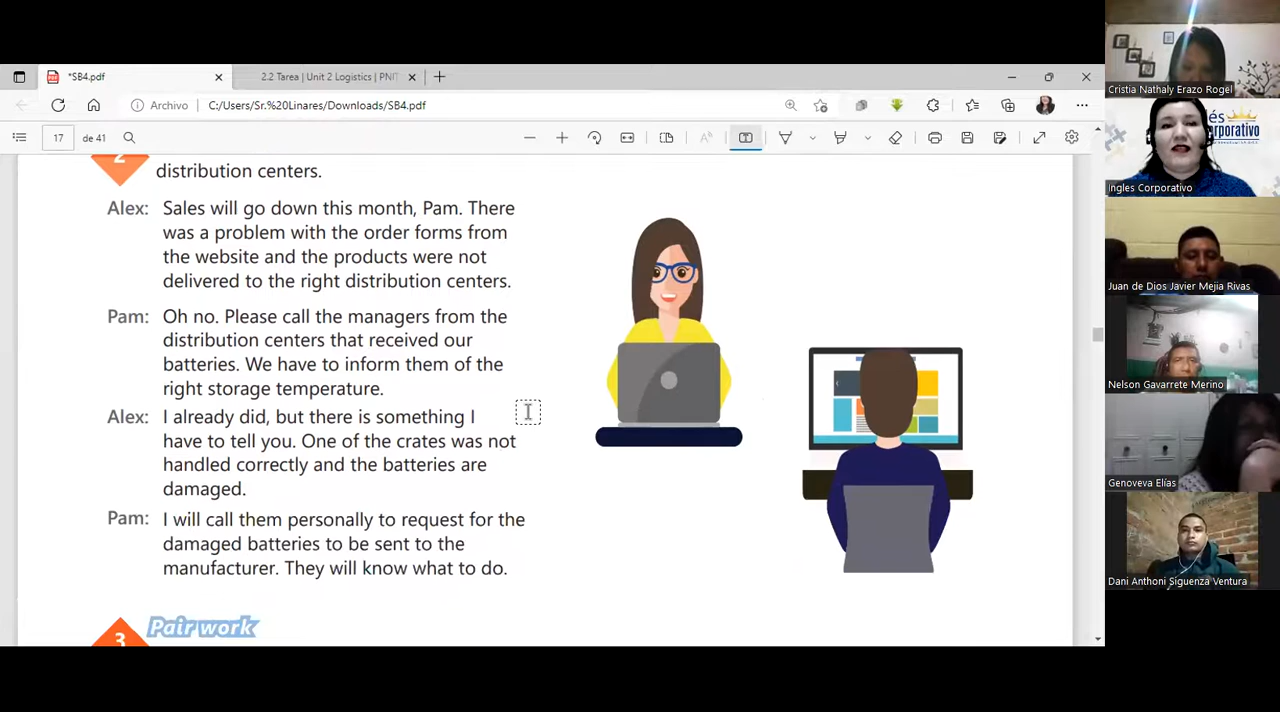 *SB4.pdf
2.2 Tarea | Unit 2 Logistics | PNIT
Archivo
C:/Users/Sr.%20Linares/Downloads/SB4.pdf
17 de 41
2
distribution centers.
Alex: Sales will go down this month, Pam. There
was a problem with the order forms from
the website and the products were not
delivered to the right distribution centers.
Pam: Oh no. Please call the managers from the
distribution centers that received our
batteries. We have to inform them of the
right storage temperature.
Alex: I already did, but there is something I
have to tell you. One of the crates was not
handled correctly and the batteries are
damaged.
Pam: I will call them personally to request for the
damaged batteries to be sent to the
manufacturer. They will know what to do.
3 Pair work
Cristia Nathaly Erazo Rogel
és
orporativo
Ingles Corporativo
Juan de Dios Javier Mejia Rivas
Nelson Gavarrete Merino
Genoveva Elías
Dani Anthoni Siguenza Ventura